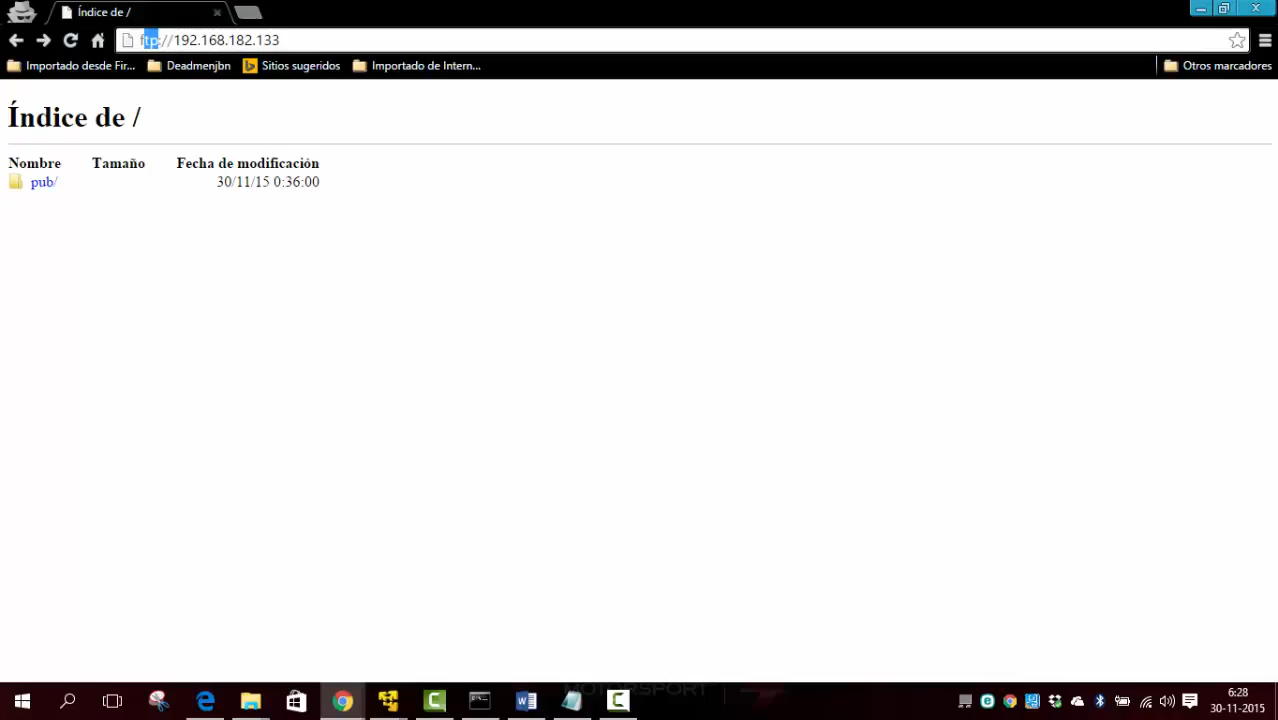 Índice de /
ftp://192.168.182.133
Importado desde Fir... Deadmenjbn Sitios sugeridos Importado de Intern... Otros marcadores
Índice de /
Nombre Tamaño Fecha de modificación
pub/ 30/11/15 0:36:00
MOTORSPORT
6:28
30-11-2015